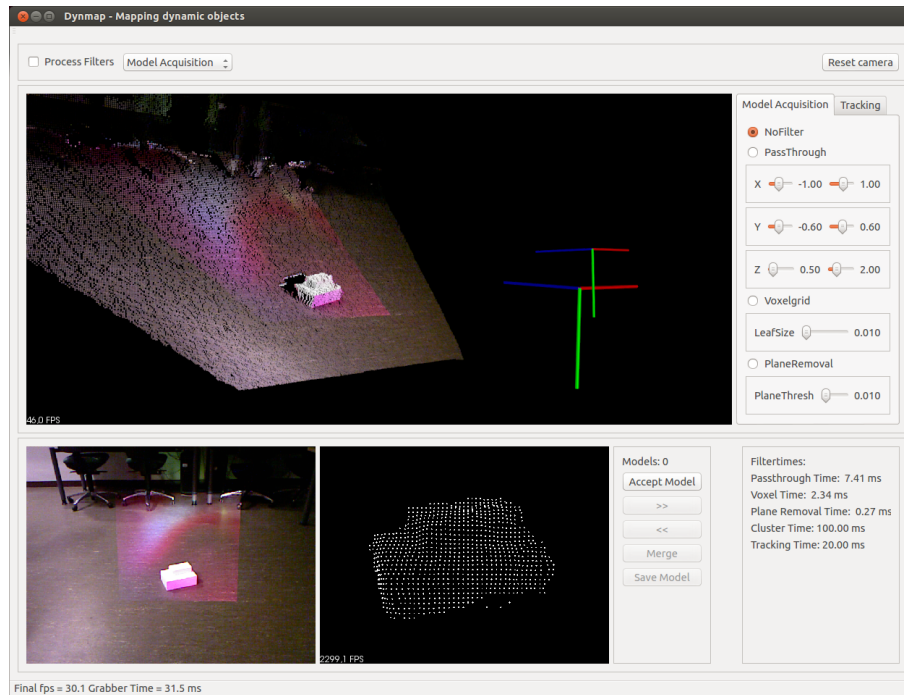 Dynmap - Mapping dynamic objects
Process Filters Model Acquisition Reset camera
Model Acquisition Tracking
NoFilter
PassThrough
X -1.00 1.00
Y -0.60 0.60
Z 0.50 2.00
Voxelgrid
LeafSize 0.010
PlaneRemoval
PlaneThresh 0.010
46.0 FPS
2299.1 FPS
Models: 0
Accept Model
>>
<<
Merge
Save Model
Filtertimes:
Passthrough Time: 7.41 ms
Voxel Time: 2.34 ms
Plane Removal Time: 0.27 ms
Cluster Time: 100.00 ms
Tracking Time: 20.00 ms
Final fps = 30.1 Grabber Time = 31.5 ms